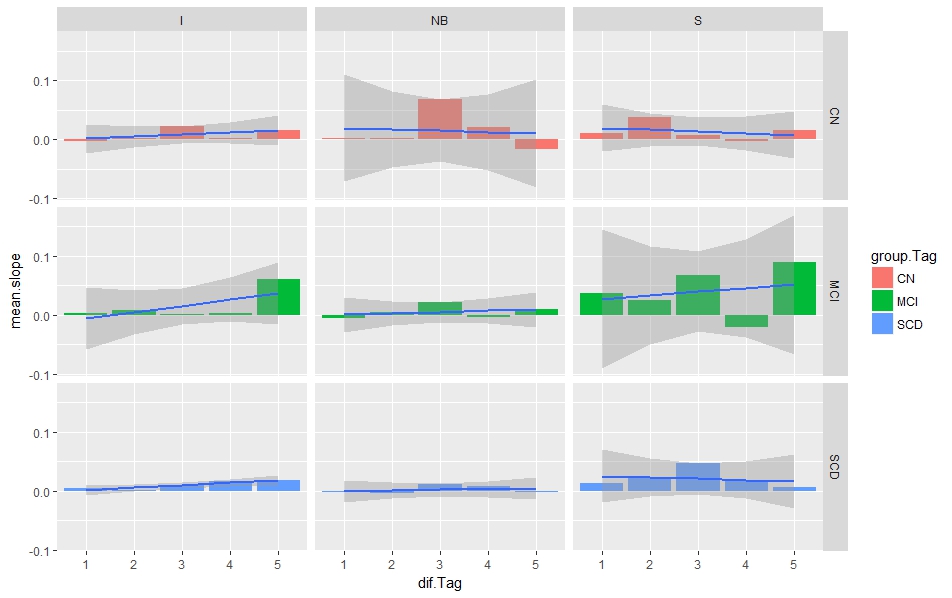 I
NB
S
0.1
0.0
-0.1
CN
0.1
0.0
-0.1
MCI
0.1
0.0
-0.1
SCD
mean.slope
1 2 3 4 5
1 2 3 4 5
1 2 3 4 5
dif.Tag
group.Tag
CN
MCI
SCD